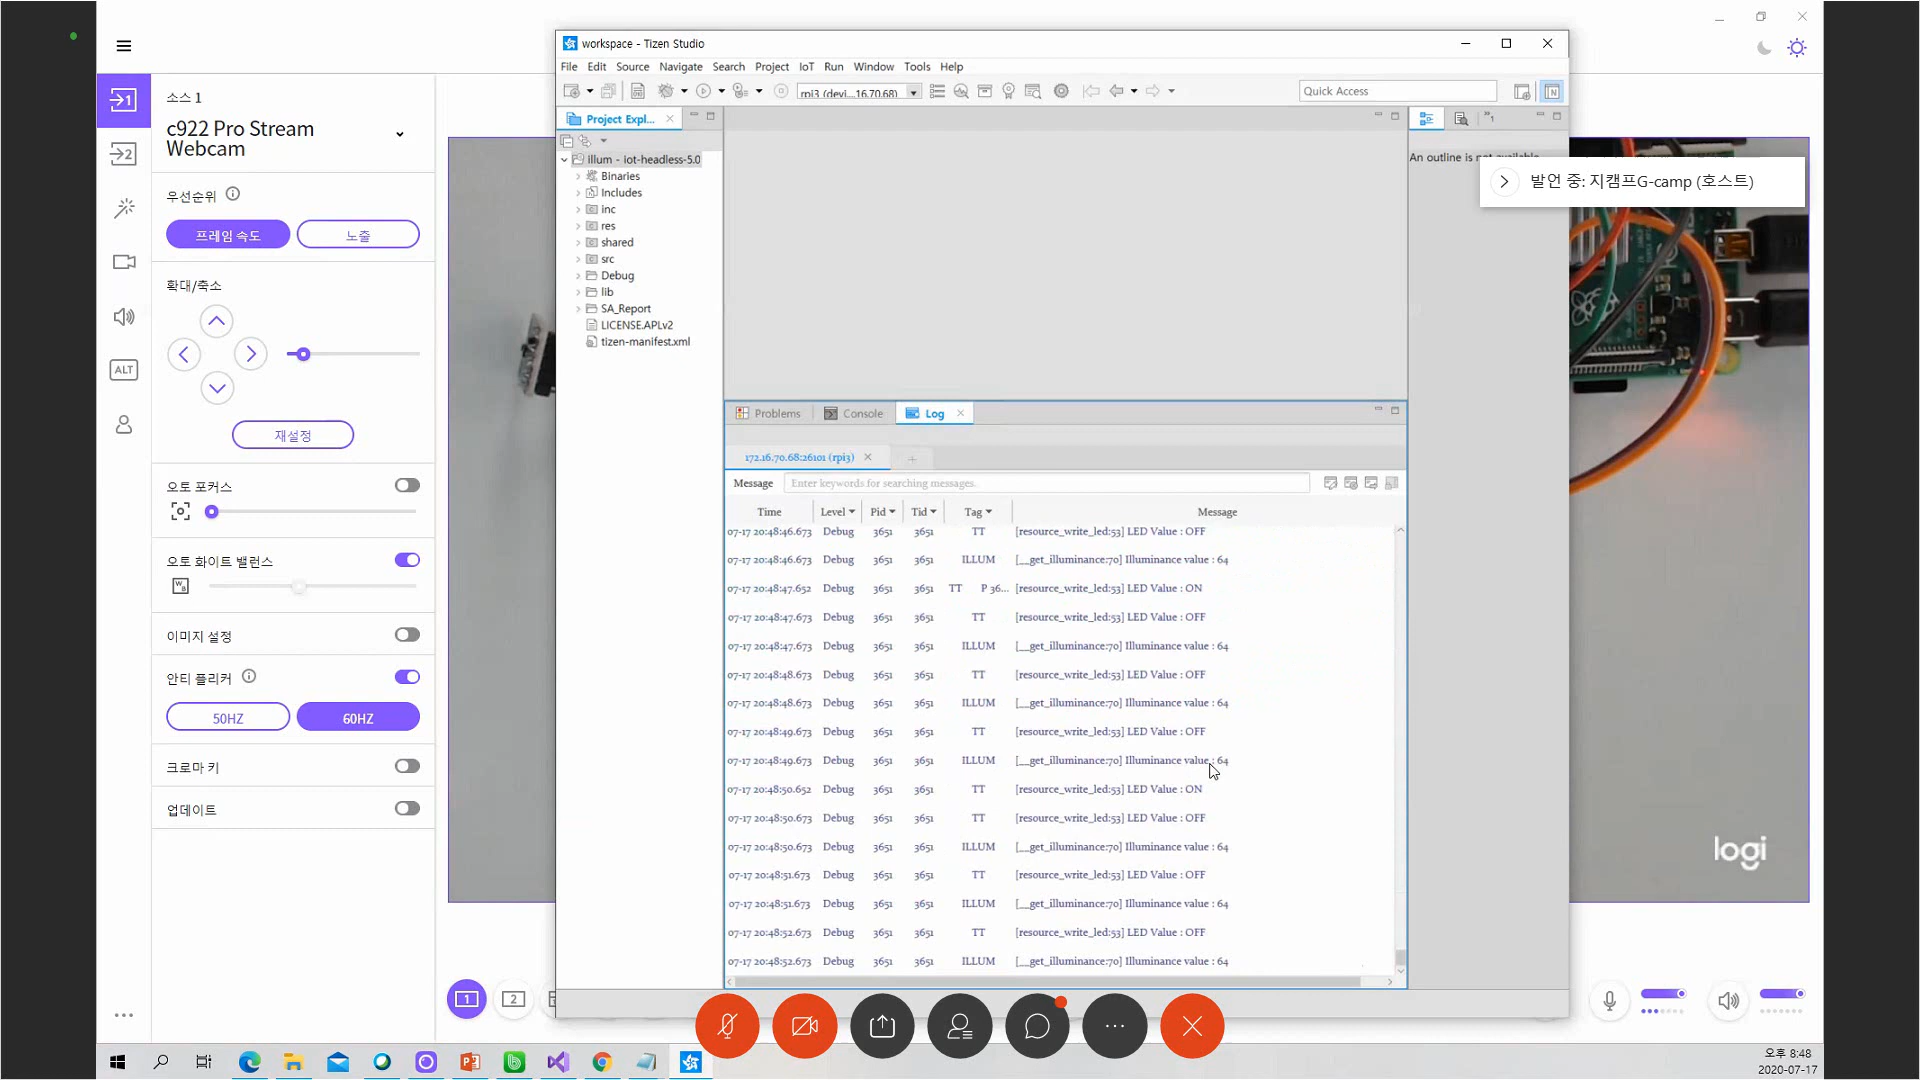 workspace - Tizen Studio
File Edit Source Search Navigate Search Project IoT Run Window Tools Help
rpi3 (devi...16.70.68)
Quick Access
소스 1
c922 Pro Stream
Webcam
우선순위
프레임 속도
노출
확대/축소
재설정
오토 포커스
오토 화이트 밸런스
이미지 설정
안티 플리커
50HZ
60HZ
크로마 키
업데이트
ALT
Project Expl...
illum - iot-headless-5.0
Binaries
Includes
inc
res
shared
src
Debug
lib
SA_Report
LICENSE.APLv2
tizen-manifest.xml
An outline is not available.
발언 중: 지캠프G-camp (호스트)
Problems Console Log
172.16.70.68:26101 (rpi3)
Message Enter keywords for searching messages.
Time Level Pid Tid Tag Message
07-17 20:48:46.673 Debug 3651 3651 TT [resource_write_led:53] LED Value : OFF
07-17 20:48:46.673 Debug 3651 3651 ILLUM [__get_illuminance:70] Illuminance value : 64
07-17 20:48:47.652 Debug 3651 3651 TT P 36... [resource_write_led:53] LED Value : ON
07-17 20:48:47.673 Debug 3651 3651 TT [resource_write_led:53] LED Value : OFF
07-17 20:48:47.673 Debug 3651 3651 ILLUM [__get_illuminance:70] Illuminance value : 64
07-17 20:48:48.673 Debug 3651 3651 TT [resource_write_led:53] LED Value : OFF
07-17 20:48:48.673 Debug 3651 3651 ILLUM [__get_illuminance:70] Illuminance value : 64
07-17 20:48:49.673 Debug 3651 3651 TT [resource_write_led:53] LED Value : OFF
07-17 20:48:49.673 Debug 3651 3651 ILLUM [__get_illuminance:70] Illuminance value : 64
07-17 20:48:50.652 Debug 3651 3651 TT [resource_write_led:53] LED Value : ON
07-17 20:48:50.673 Debug 3651 3651 TT [resource_write_led:53] LED Value : OFF
07-17 20:48:50.673 Debug 3651 3651 ILLUM [__get_illuminance:70] Illuminance value : 64
07-17 20:48:51.673 Debug 3651 3651 TT [resource_write_led:53] LED Value : OFF
07-17 20:48:51.673 Debug 3651 3651 ILLUM [__get_illuminance:70] Illuminance value : 64
07-17 20:48:52.673 Debug 3651 3651 TT [resource_write_led:53] LED Value : OFF
07-17 20:48:52.673 Debug 3651 3651 ILLUM [__get_illuminance:70] Illuminance value : 64
logi
1
2
오후 8:48
2020-07-17